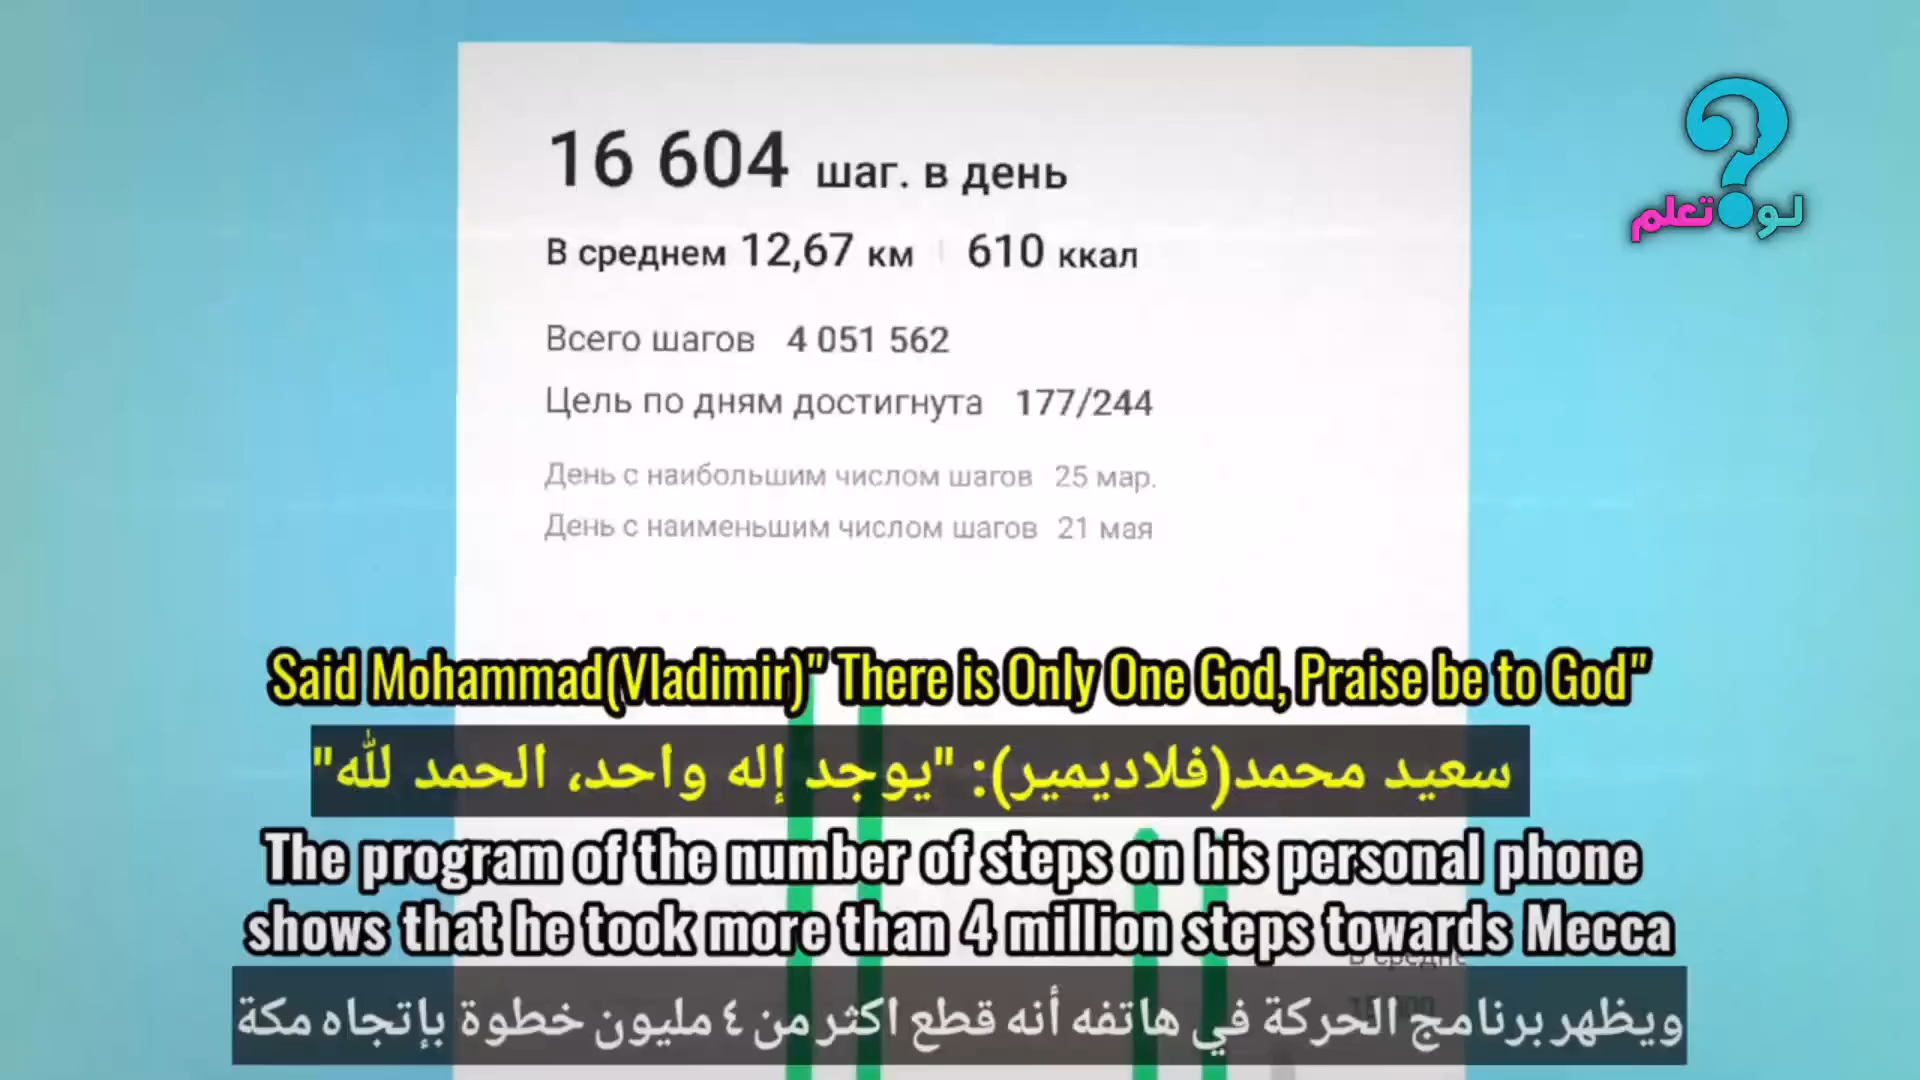 16 604 шаг. в день
В среднем 12,67 км 610 ккал
Всего шагов 4 051 562
Цель по дням достигнута 177/244
День с наибольшим числом шагов 25 мар.
День с наименьшим числом шагов 21 мая
لو تعلم
Said Mohammad(Vladimir)" There is Only One God, Praise be to God"
سعيد محمد(فلاديمير): "يوجد إله واحد، الحمد لله"
The program of the number of steps on his personal phone
shows that he took more than 4 million steps towards Mecca
ويظهر برنامج الحركة في هاتفه أنه قطع اكثر من ٤ مليون خطوة بإتجاه مكة